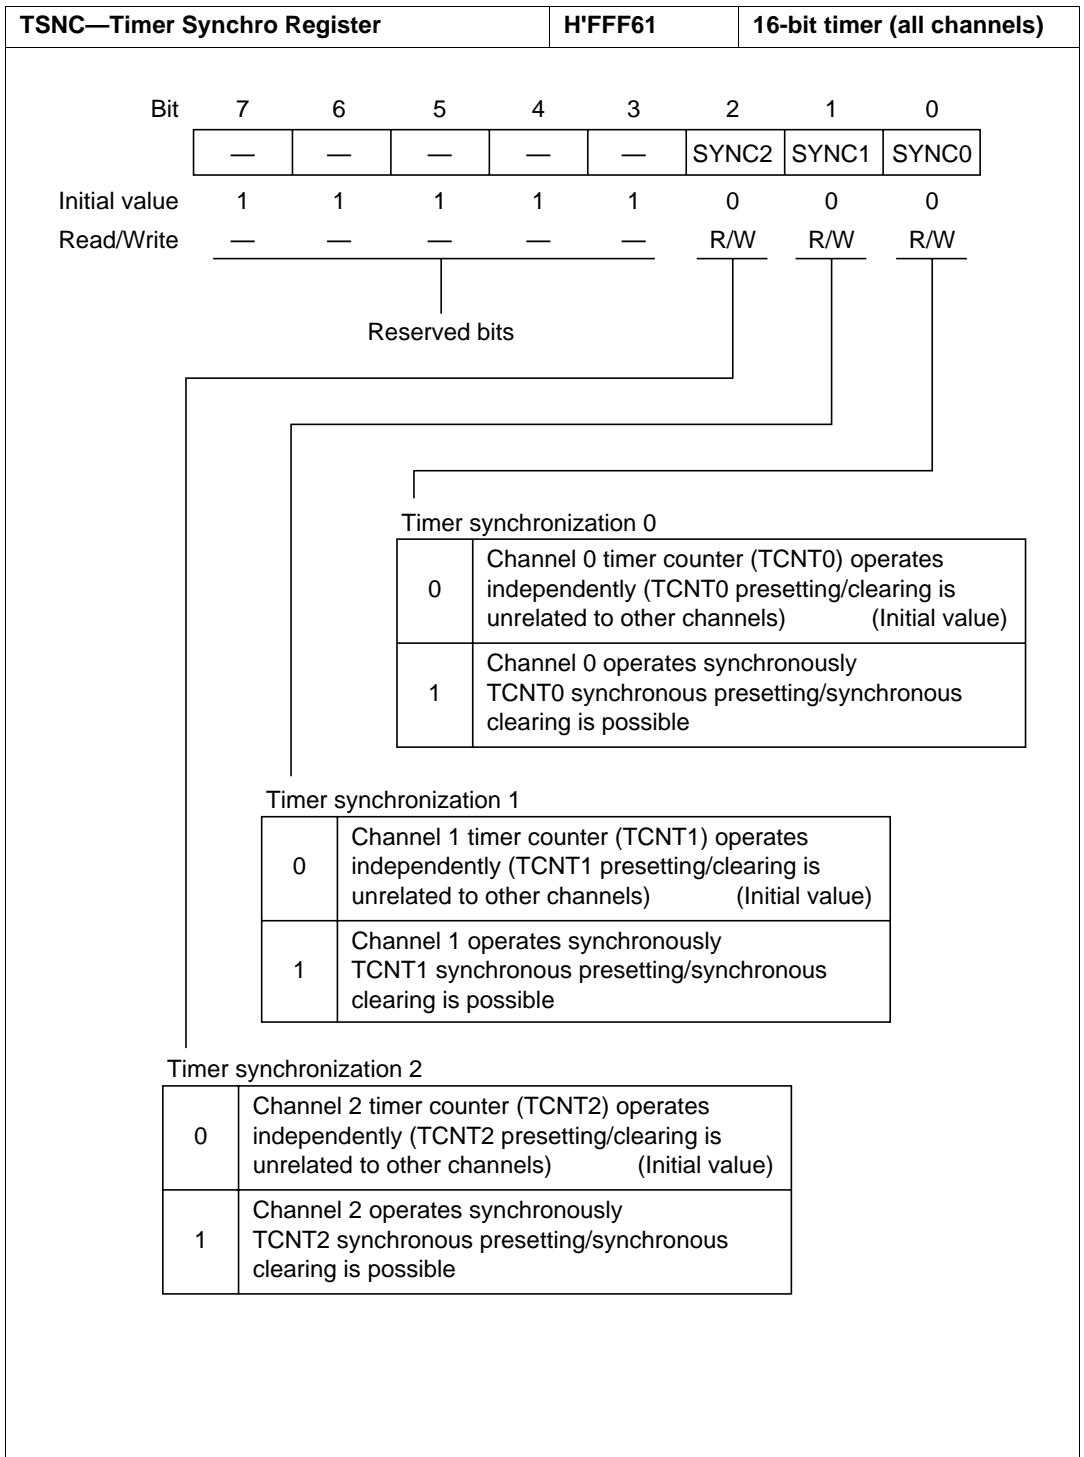 TSNC—Timer Synchro Register H'FFF61 16-bit timer (all channels)
Bit 7 6 5 4 3 2 1 0
— — — — — SYNC2 SYNC1 SYNC0
Initial value 1 1 1 1 1 0 0 0
Read/Write — — — — — R/W R/W R/W
Reserved bits
Timer synchronization 0
0 Channel 0 timer counter (TCNT0) operates
independently (TCNT0 presetting/clearing is
unrelated to other channels) (Initial value)
1 Channel 0 operates synchronously
TCNT0 synchronous presetting/synchronous
clearing is possible
Timer synchronization 1
0 Channel 1 timer counter (TCNT1) operates
independently (TCNT1 presetting/clearing is
unrelated to other channels) (Initial value)
1 Channel 1 operates synchronously
TCNT1 synchronous presetting/synchronous
clearing is possible
Timer synchronization 2
0 Channel 2 timer counter (TCNT2) operates
independently (TCNT2 presetting/clearing is
unrelated to other channels) (Initial value)
1 Channel 2 operates synchronously
TCNT2 synchronous presetting/synchronous
clearing is possible